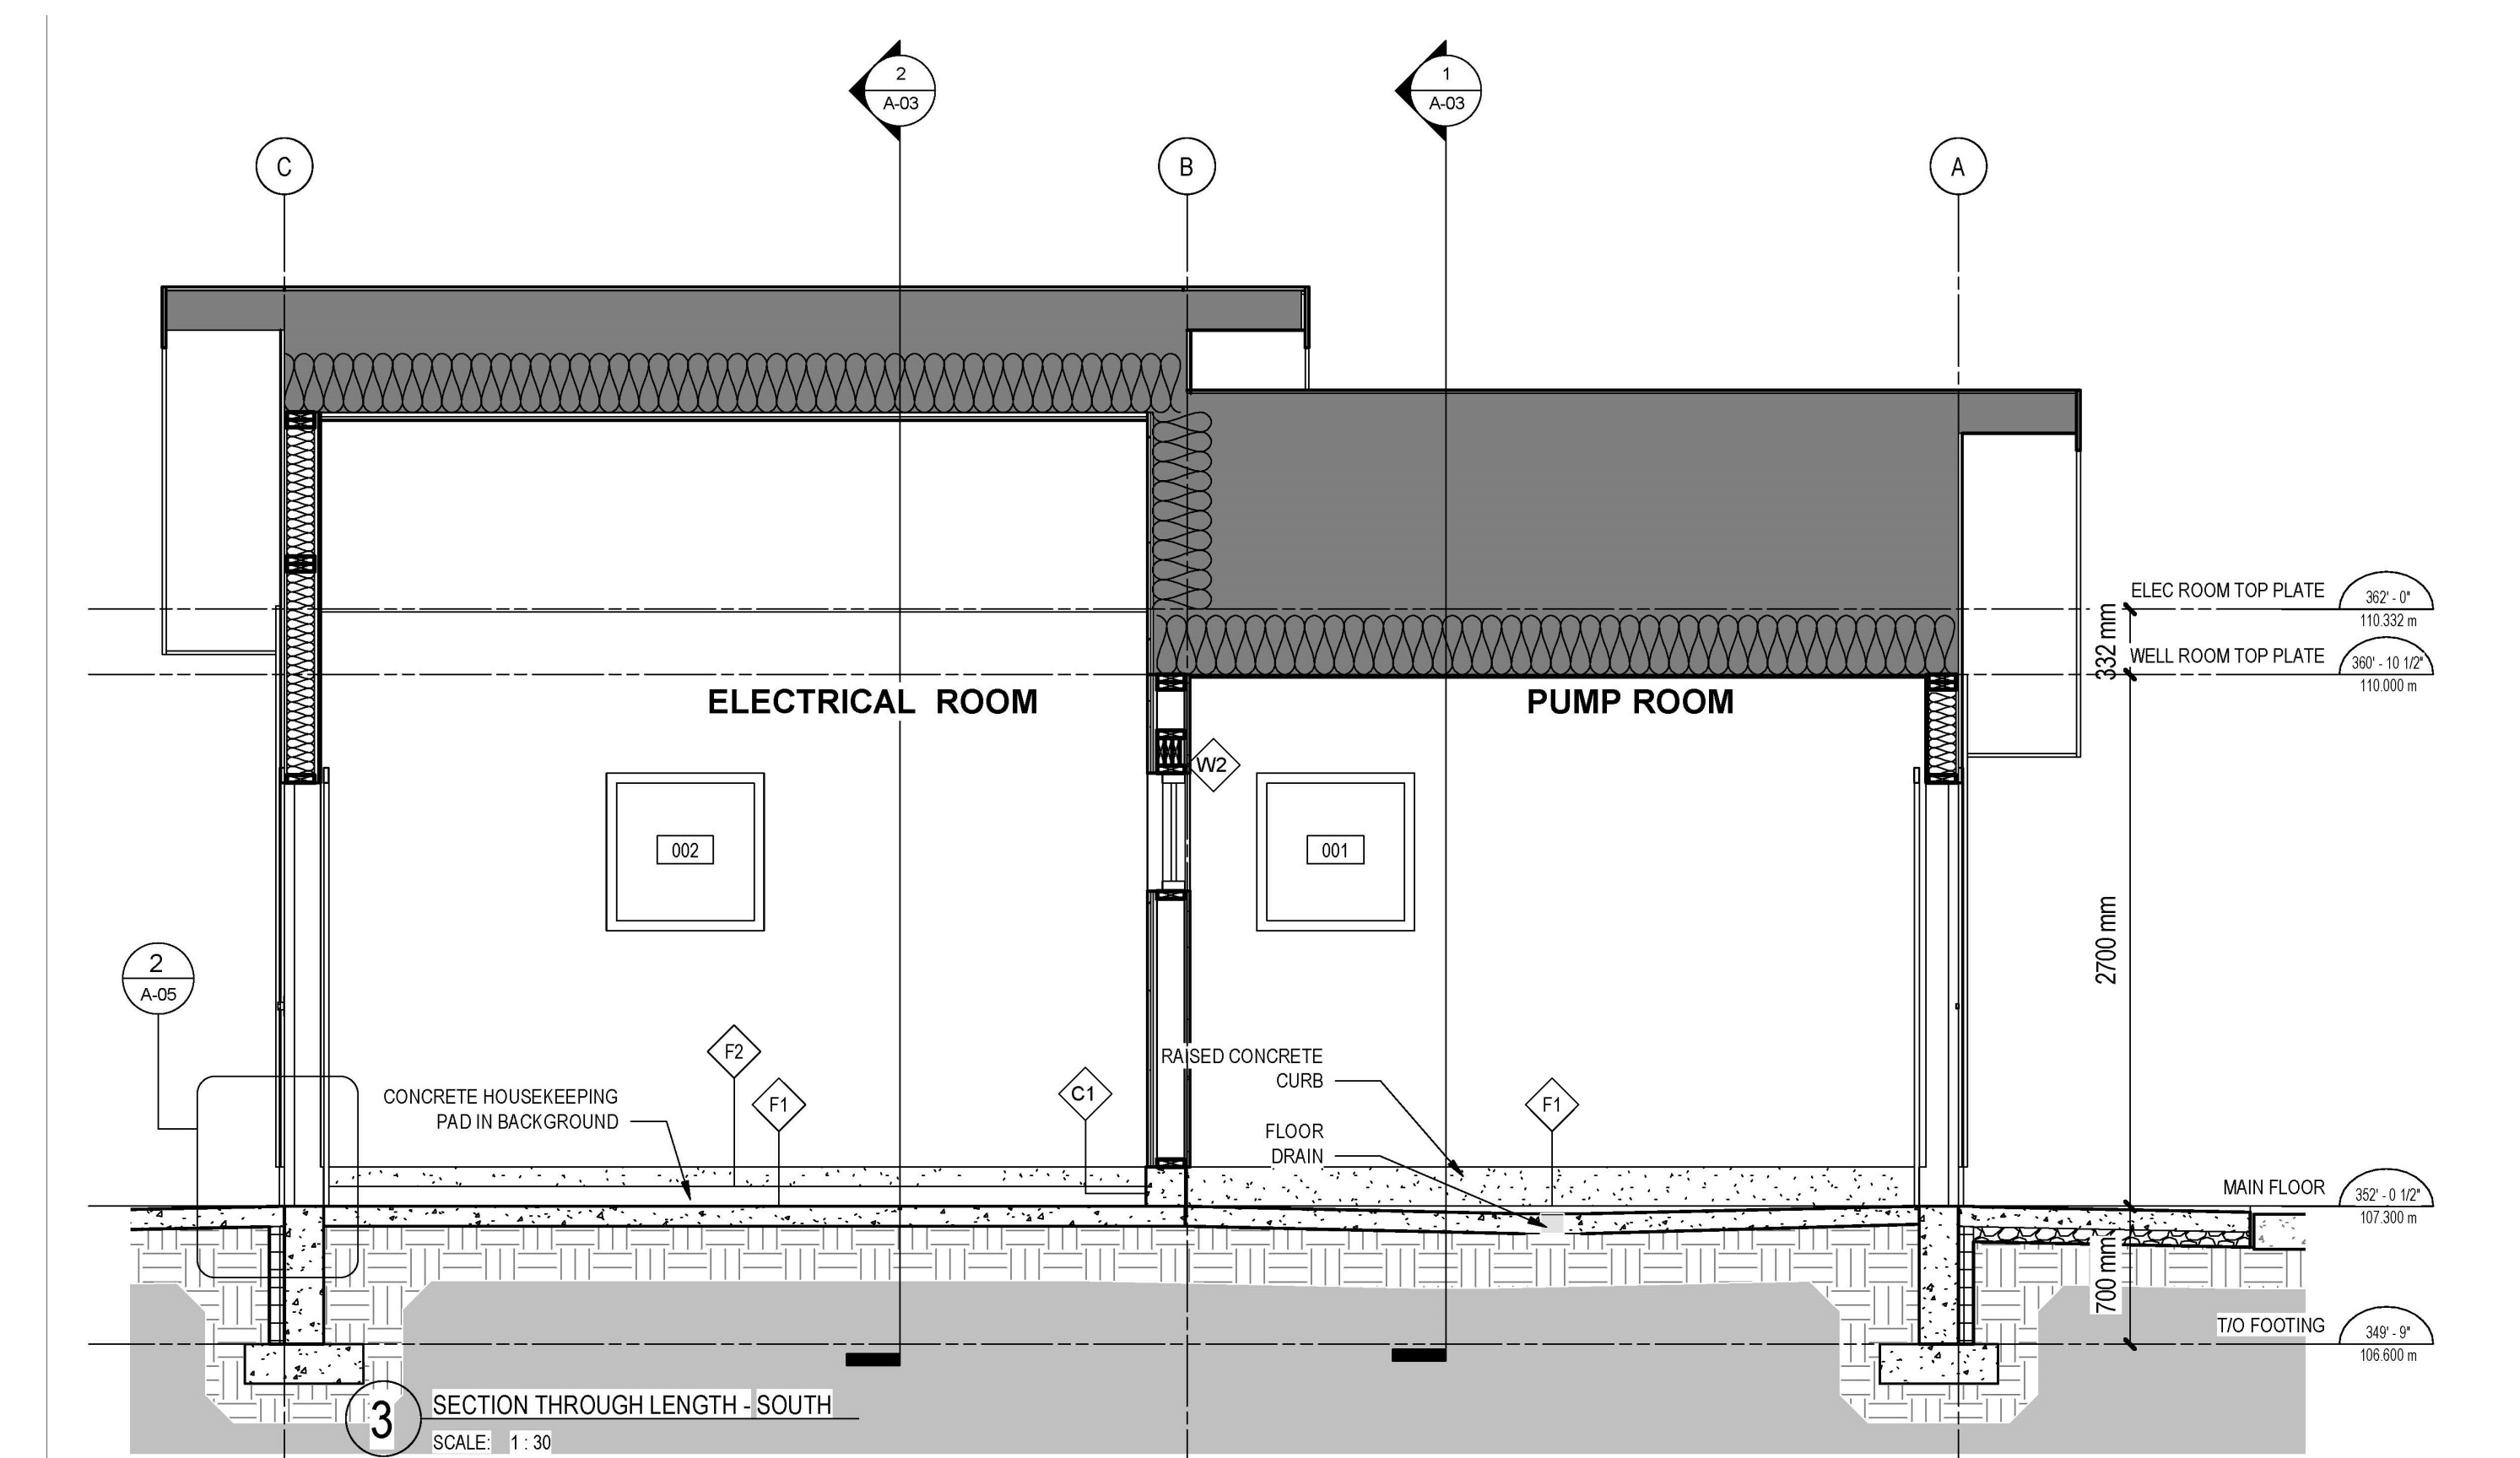 2
A-03
1
A-03
C
B
A
ELEC ROOM TOP PLATE
362' - 0"
110.332 m
332 mm
WELL ROOM TOP PLATE
360' - 10 1/2"
110.000 m
ELECTRICAL ROOM
PUMP ROOM
W2
002
001
2700 mm
2
A-05
F2
RAISED CONCRETE
CURB
CONCRETE HOUSEKEEPING
PAD IN BACKGROUND
F1
C1
F1
FLOOR
DRAIN
MAIN FLOOR
352' - 0 1/2"
107.300 m
700 mm
T/O FOOTING
349' - 9"
106.600 m
3
SECTION THROUGH LENGTH - SOUTH
SCALE: 1 : 30